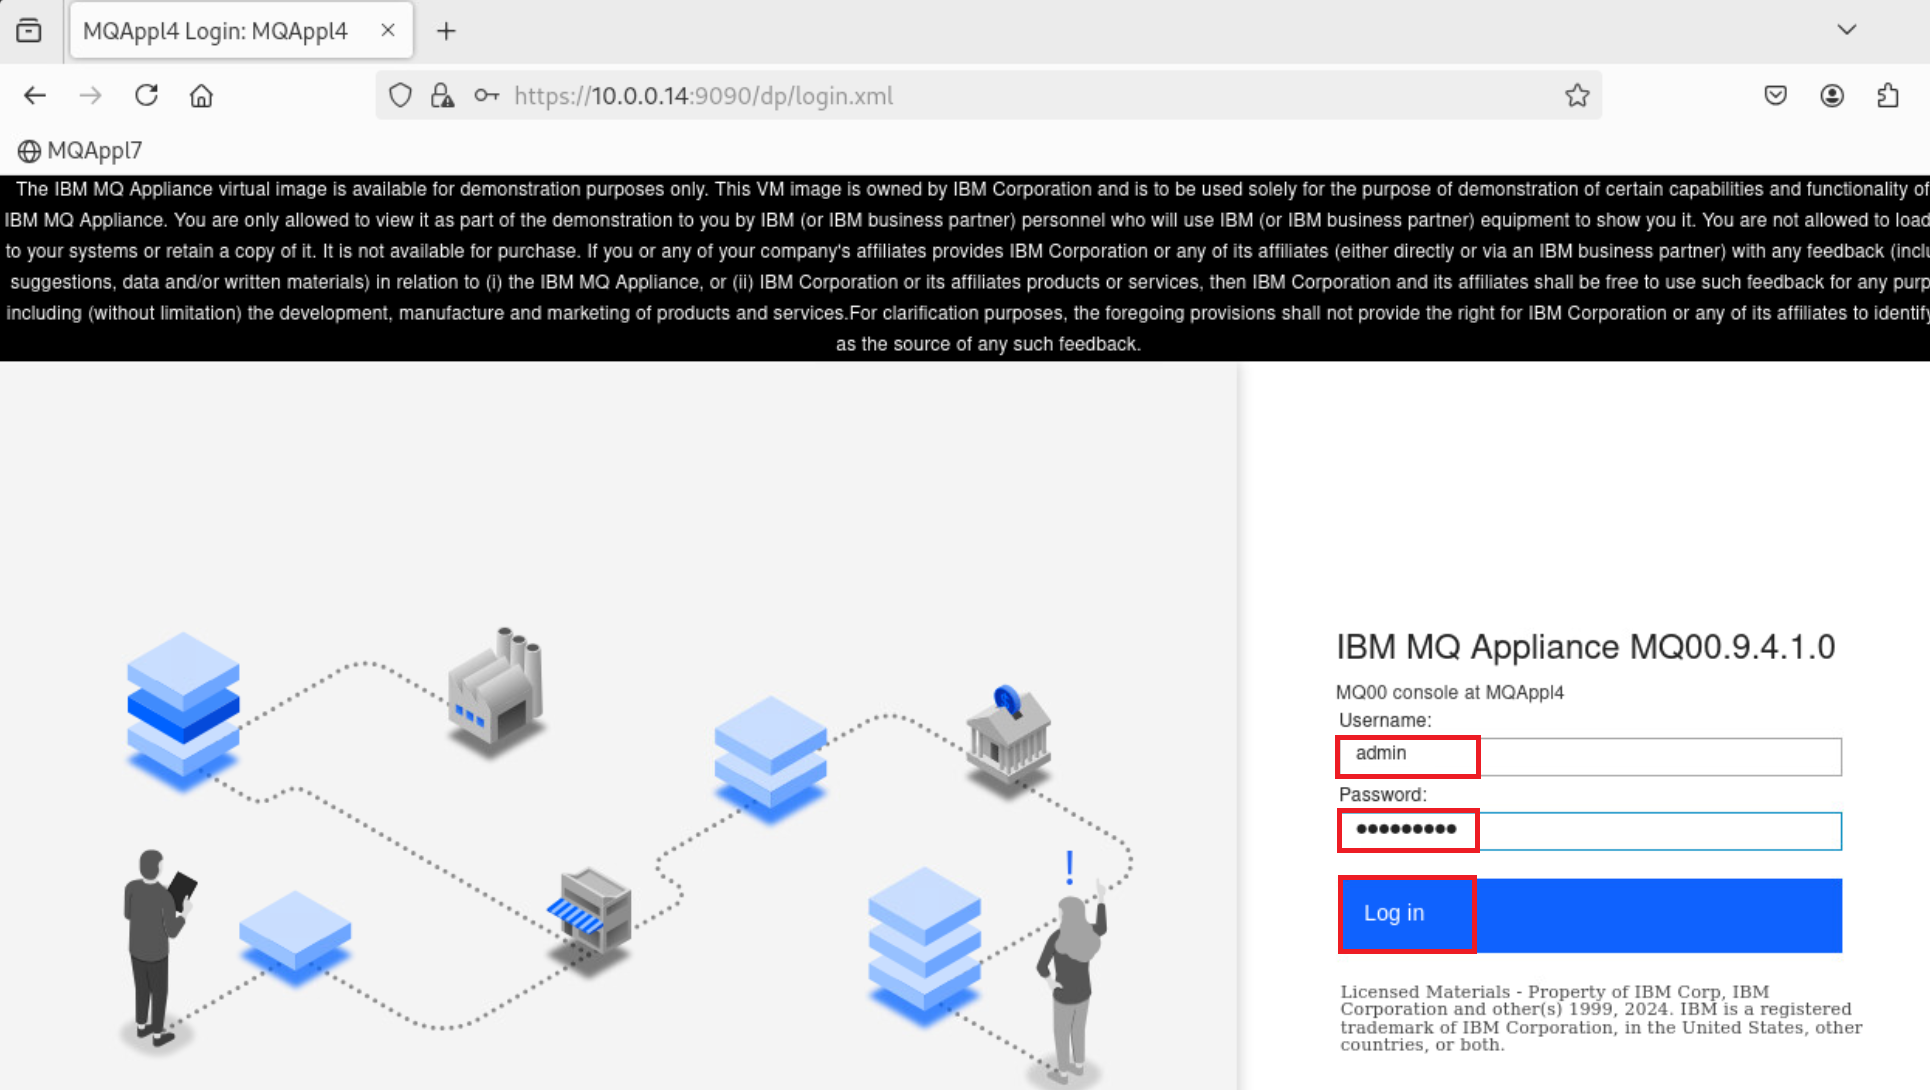 MQAppl4 Login: MQAppl4
https://10.0.0.14:9090/dp/login.xml
MQAppl7
The IBM MQ Appliance virtual image is available for demonstration purposes only. This VM image is owned by IBM Corporation and is to be used solely for the purpose of demonstration of certain capabilities and functionality of
IBM MQ Appliance. You are only allowed to view it as part of the demonstration to you by IBM (or IBM business partner) personnel who will use IBM (or IBM business partner) equipment to show you it. You are not allowed to load
to your systems or retain a copy of it. It is not available for purchase. If you or any of your company's affiliates provides IBM Corporation or any of its affiliates (either directly or via an IBM business partner) with any feedback
suggestions, data and/or written materials) in relation to (i) the IBM MQ Appliance, or (ii) IBM Corporation or its affiliates products or services, then IBM Corporation and its affiliates shall be free to use such feedback for any
including (without limitation) the development, manufacture and marketing of products and services.For clarification purposes, the foregoing provisions shall not provide the right for IBM Corporation or any of its affiliates to identify
as the source of any such feedback.
IBM MQ Appliance MQ00.9.4.1.0
MQ00 console at MQAppl4
Username:
admin
Password:
Log in
Licensed Materials - Property of IBM Corp, IBM
Corporation and other(s) 1999, 2024. IBM is a registered
trademark of IBM Corporation, in the United States, other
countries, or both.